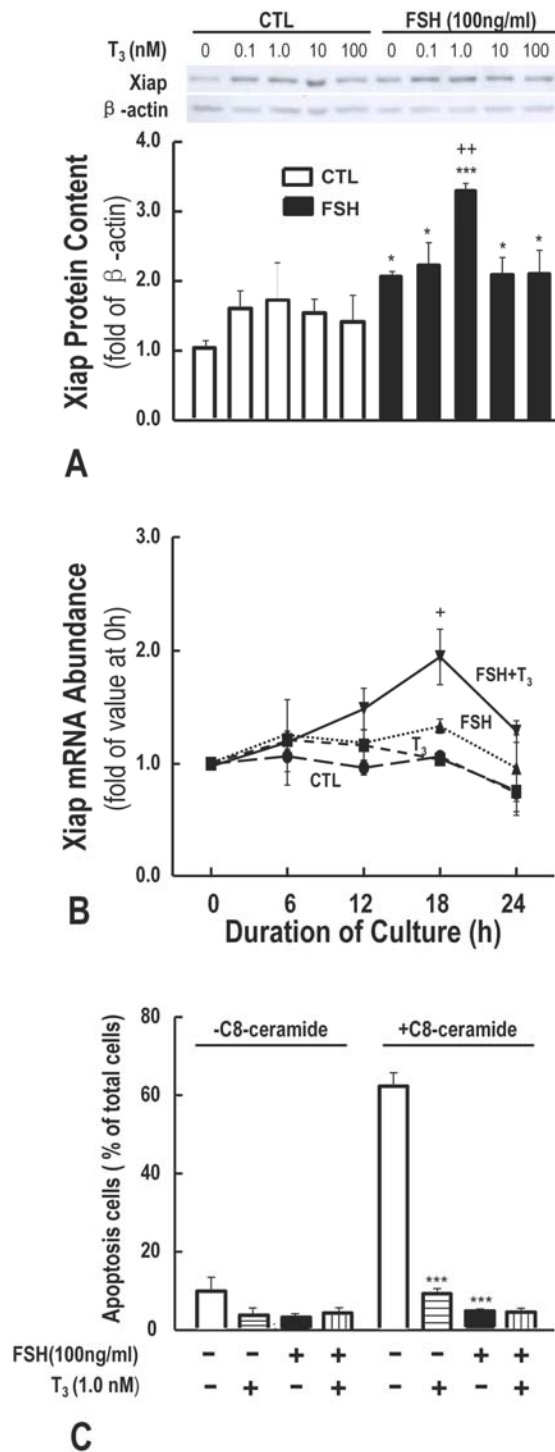 CTL FSH (100ng/ml)
T3 (nM) 0 0.1 1.0 10 100 0 0.1 1.0 10 100
Xiap
β-actin
4.0
3.0
2.0
1.0
0.0
Xiap Protein Content
(fold of β-actin)
CTL
FSH
* * ++ *** * *
A
3.0
2.0
1.0
0.0
Xiap mRNA Abundance
(fold of value at 0h)
+
FSH+T3
FSH
T3
CTL
0 6 12 18 24
Duration of Culture (h)
B
80
60
40
20
0
Apoptosis cells ( % of total cells)
-C8-ceramide +C8-ceramide
*** ***
FSH(100ng/ml) - - + + - - + +
T3 (1.0 nM) - + - + - + - +
C